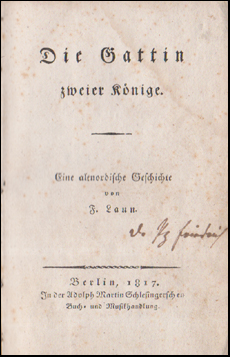 Die Gattin
zweier Könige.
Eine altnordische Geschichte
von
F. Laun.
Friedrich
Berlin, 1817.
In der Adolph Martin Schlesingerschen
Buch- und Musikhandlung.